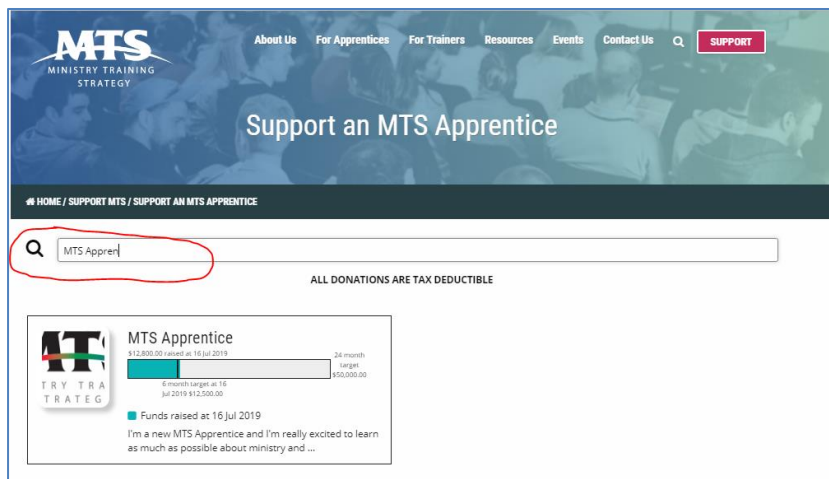 MTS
MINISTRY TRAINING
STRATEGY
About Us For Apprentices For Trainers Resources Events Contact Us SUPPORT
Support an MTS Apprentice
HOME / SUPPORT MTS / SUPPORT AN MTS APPRENTICE
MTS Appren
ALL DONATIONS ARE TAX DEDUCTIBLE
MTS
TRY TRA
TRATEG
MTS Apprentice
$12,800.00 raised at 16 Jul 2019
24 month
target
$50,000.00
6 month target at 16
Jul 2019 $12,500.00
Funds raised at 16 Jul 2019
I'm a new MTS Apprentice and I'm really excited to learn
as much as possible about ministry and ...